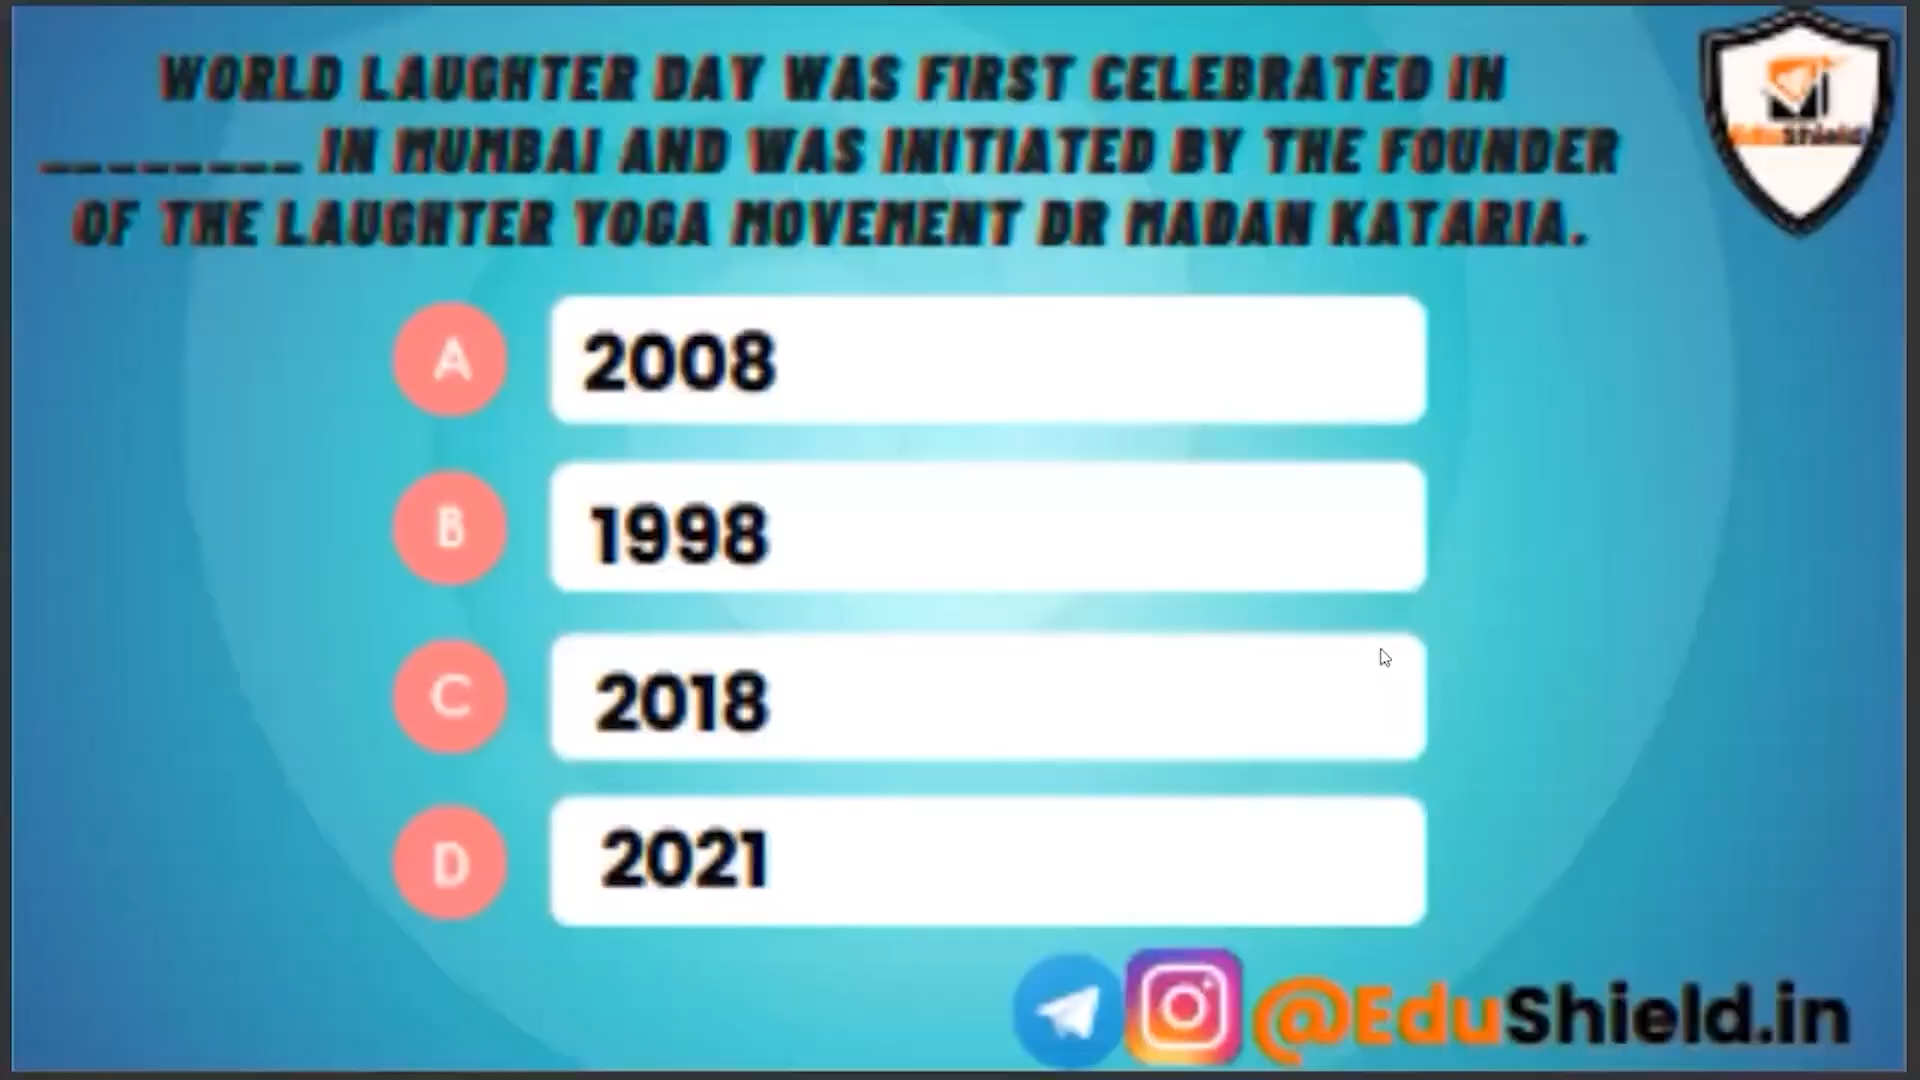 WORLD LAUGHTER DAY WAS FIRST CELEBRATED IN
________ IN MUMBAI AND WAS INITIATED BY THE FOUNDER
OF THE LAUGHTER YOGA MOVEMENT DR MADAN KATARIA.
EduShield
A 2008
B 1998
C 2018
D 2021
@EduShield.in